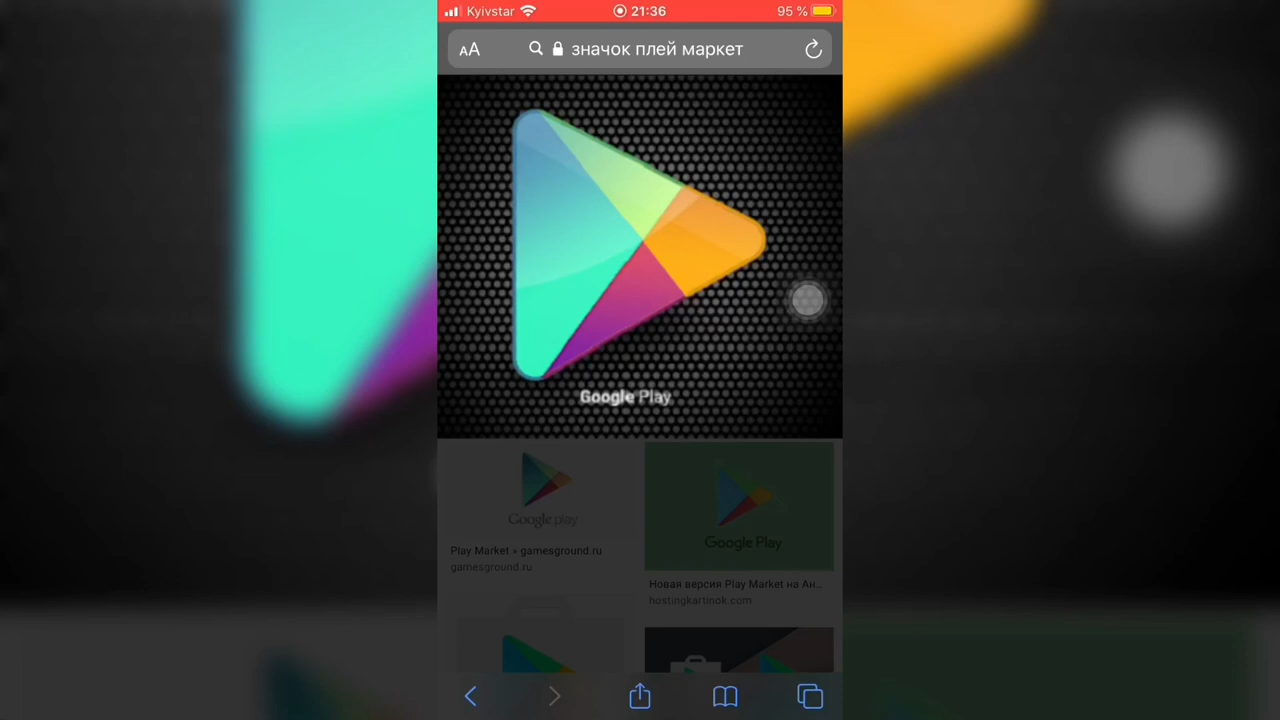 Kyivstar 21:36 95 %
AA значок плей маркет
Google Play
Google play
Google Play
Play Market » gamesground.ru
gamesground.ru
Новая версия Play Market на Ан...
hostingkartinok.com